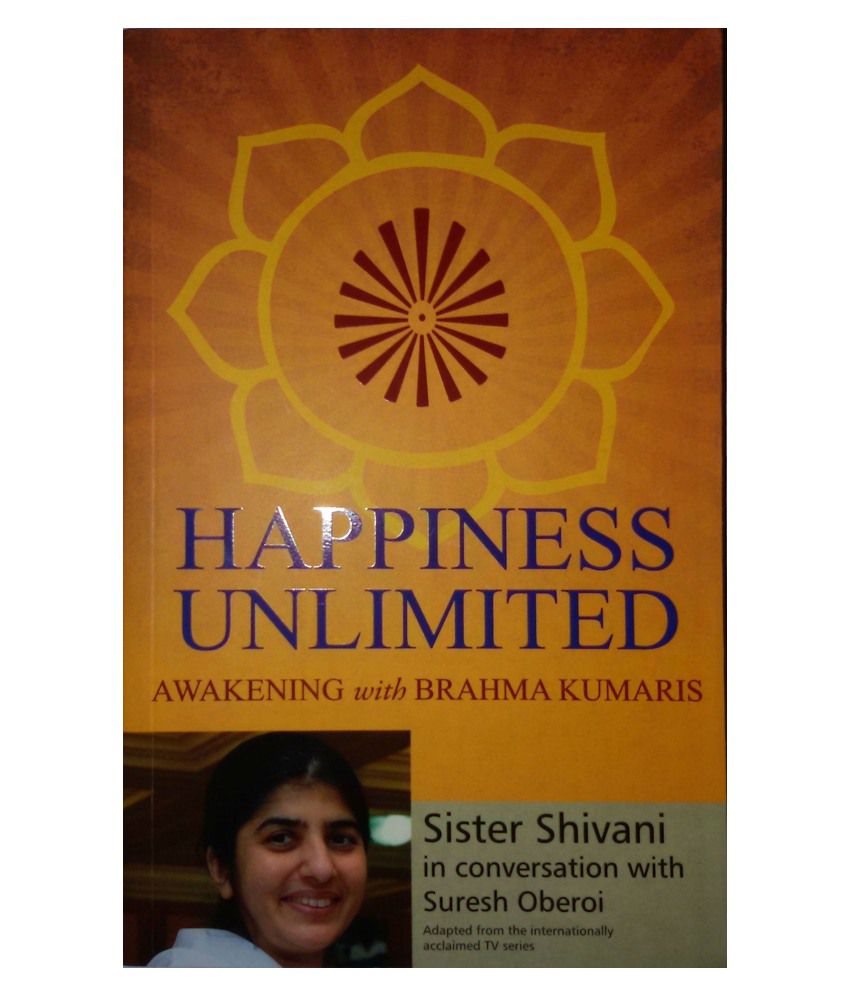 HAPPINESS
UNLIMITED
AWAKENING with BRAHMA KUMARIS
Sister Shivani
in conversation with
Suresh Oberoi
Adapted from the internationally
acclaimed TV series